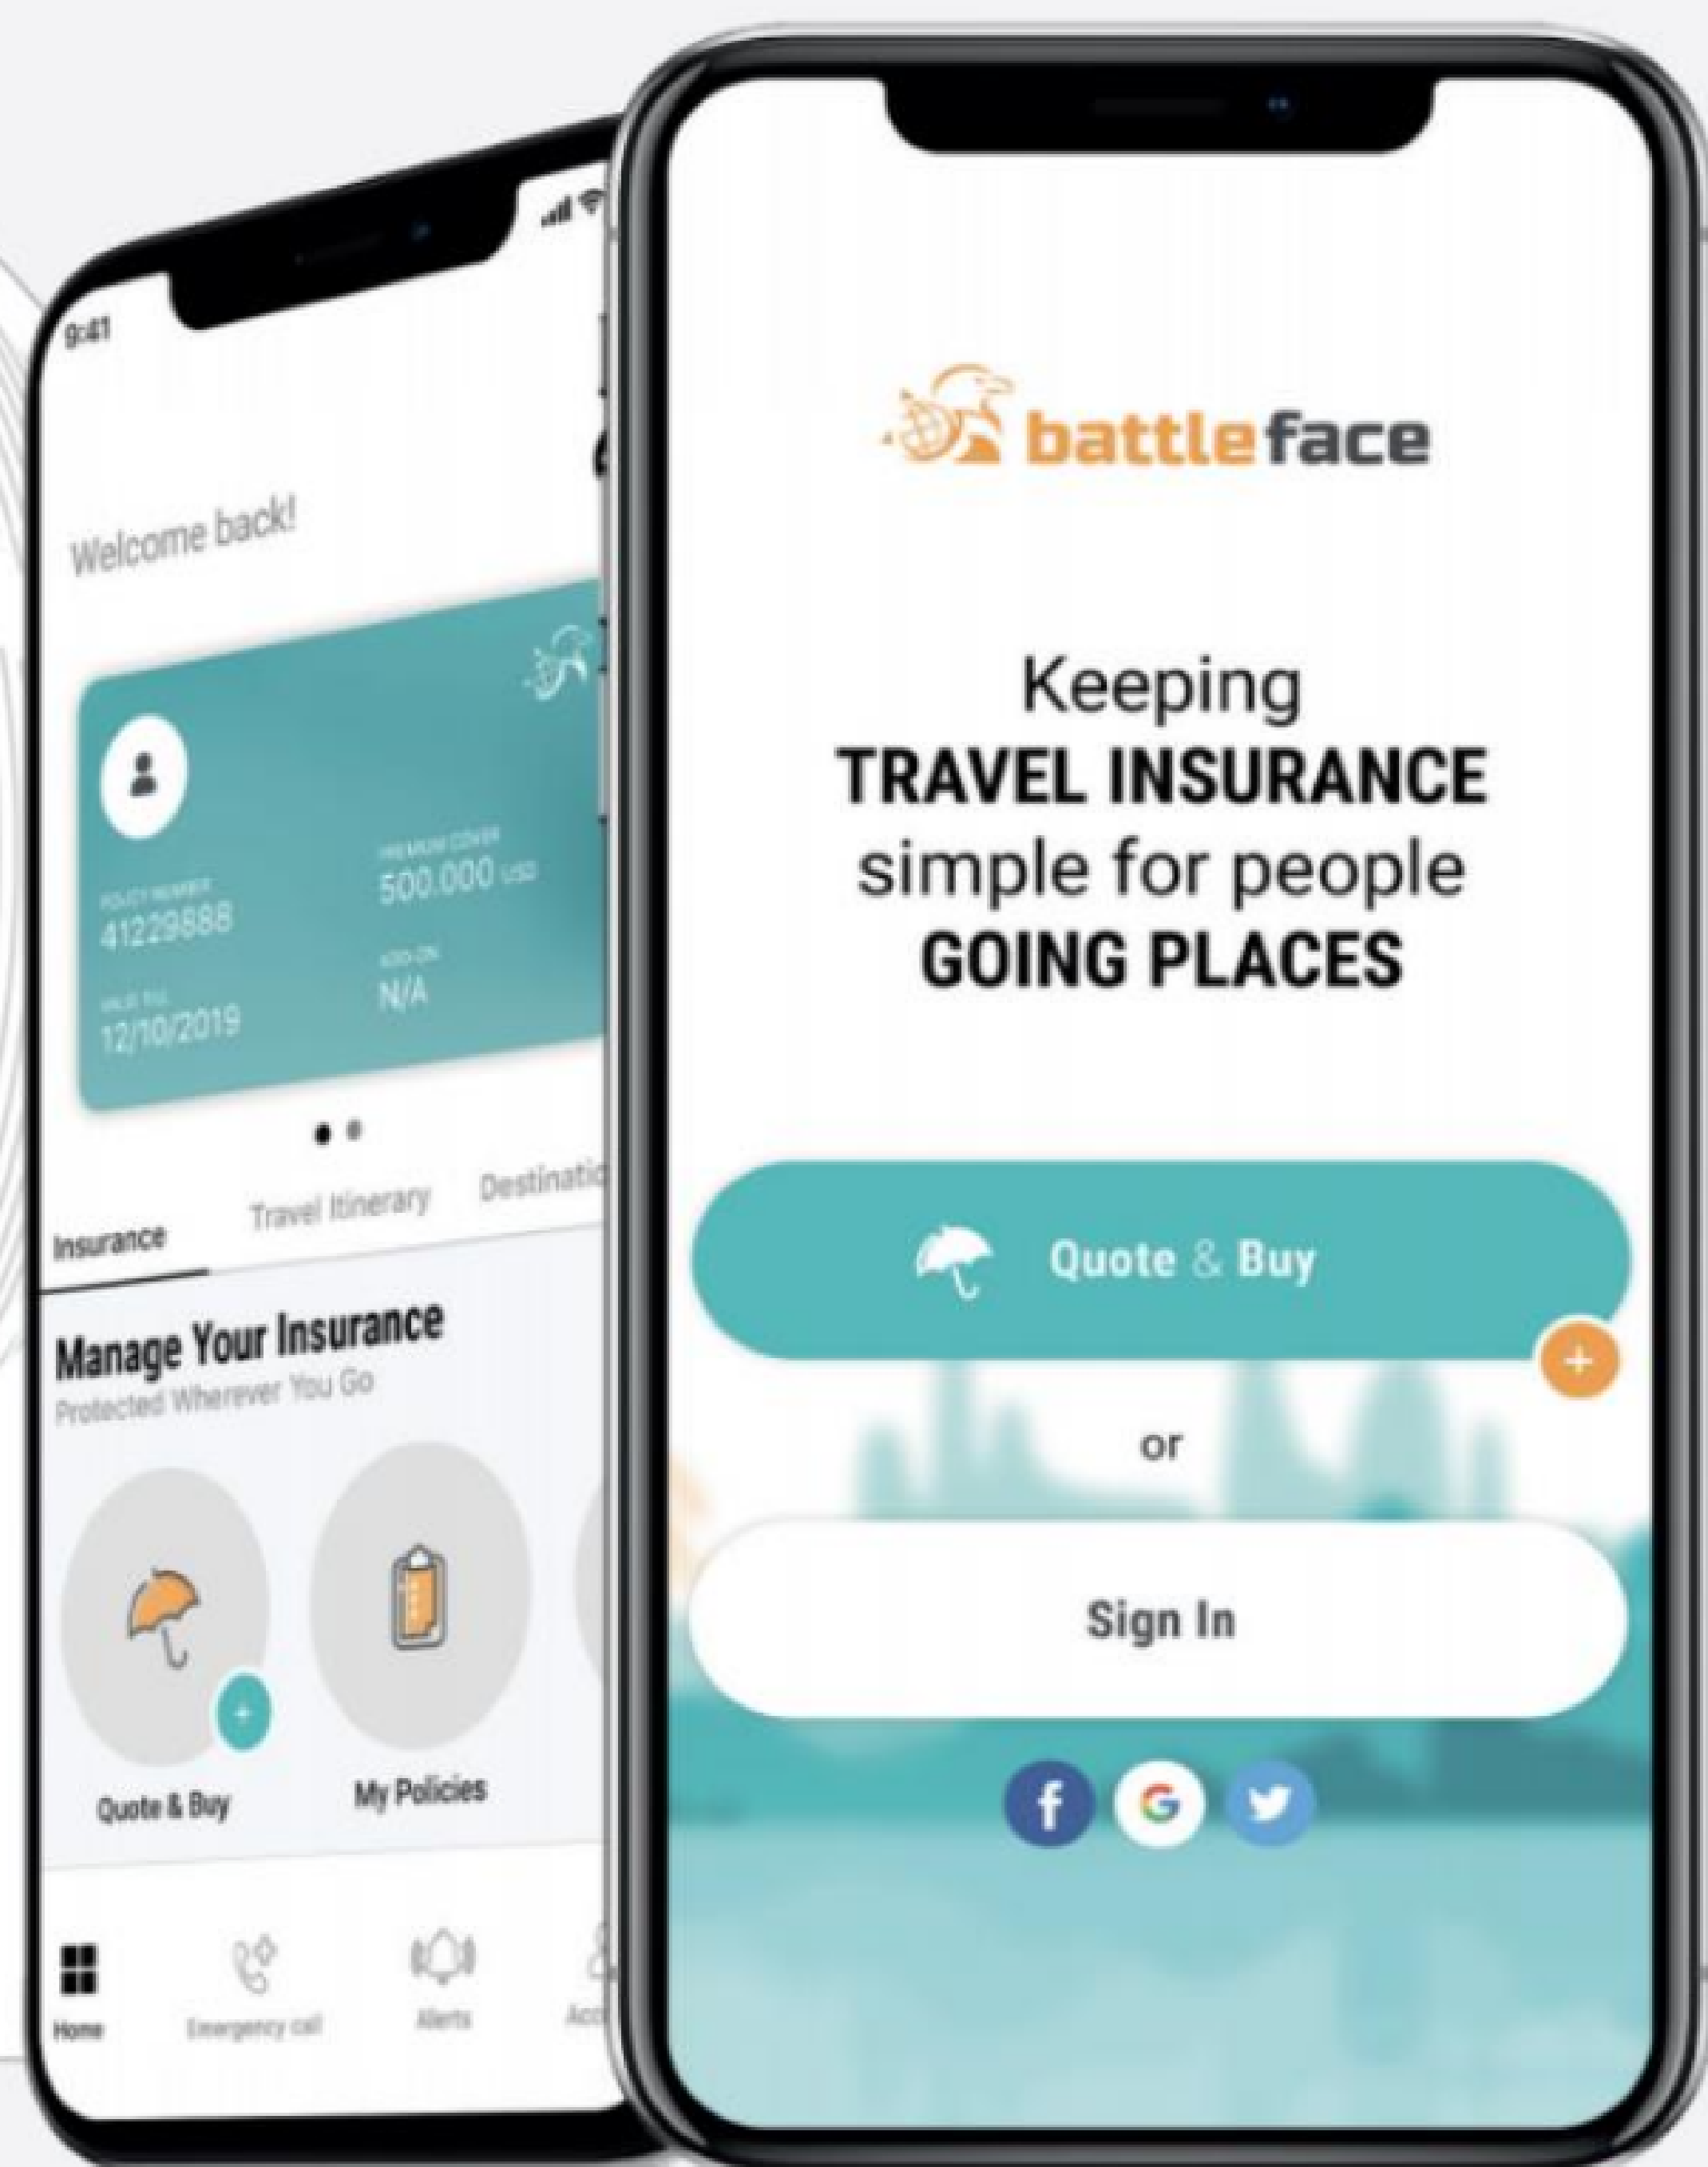 9:41
Welcome back!
POLICY NUMBER
41229888
PREMIUM COVER
500.000 USD
VALID TILL
12/10/2019
ADD-ON
N/A
Insurance
Travel Itinerary
Destinatio
Manage Your Insurance
Protected Wherever You Go
Quote & Buy
My Policies
Home
Emergency call
Alerts
Acc
battleface
Keeping
TRAVEL INSURANCE
simple for people
GOING PLACES
Quote & Buy
or
Sign In